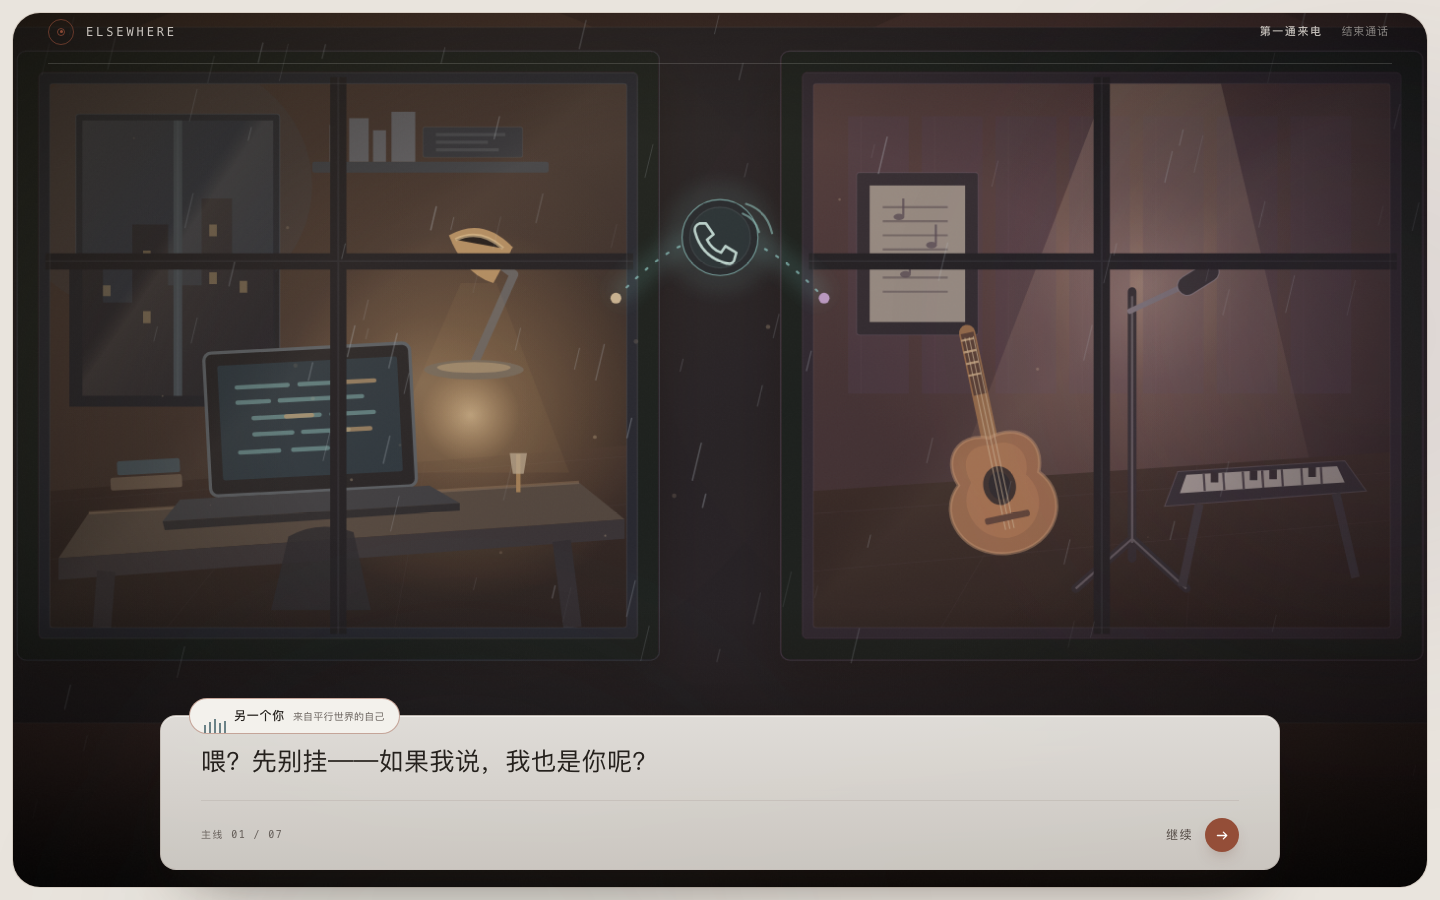 ELSEWHERE
第一通来电 结束通话
另一个你 来自平行世界的自己
喂？先别挂——如果我说，我也是你呢？
主线 01 / 07
继续